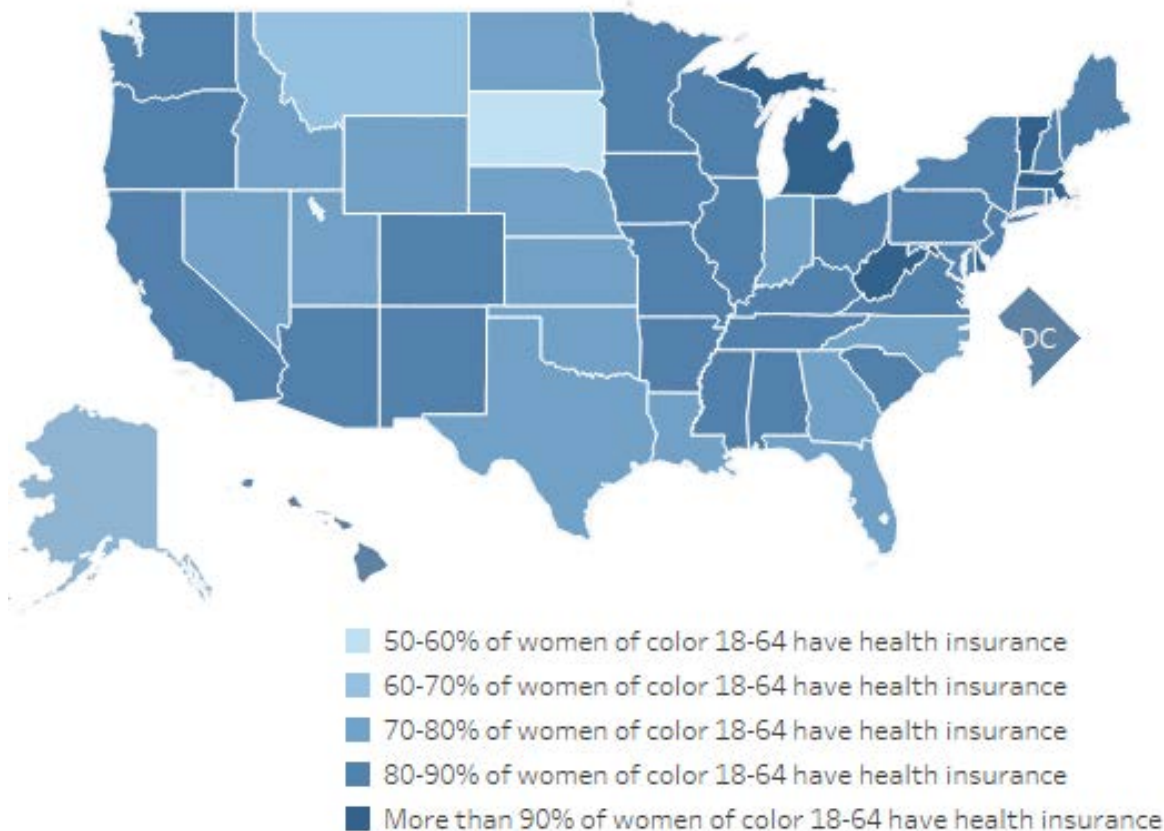 DC
50-60% of women of color 18-64 have health insurance
60-70% of women of color 18-64 have health insurance
70-80% of women of color 18-64 have health insurance
80-90% of women of color 18-64 have health insurance
More than 90% of women of color 18-64 have health insurance